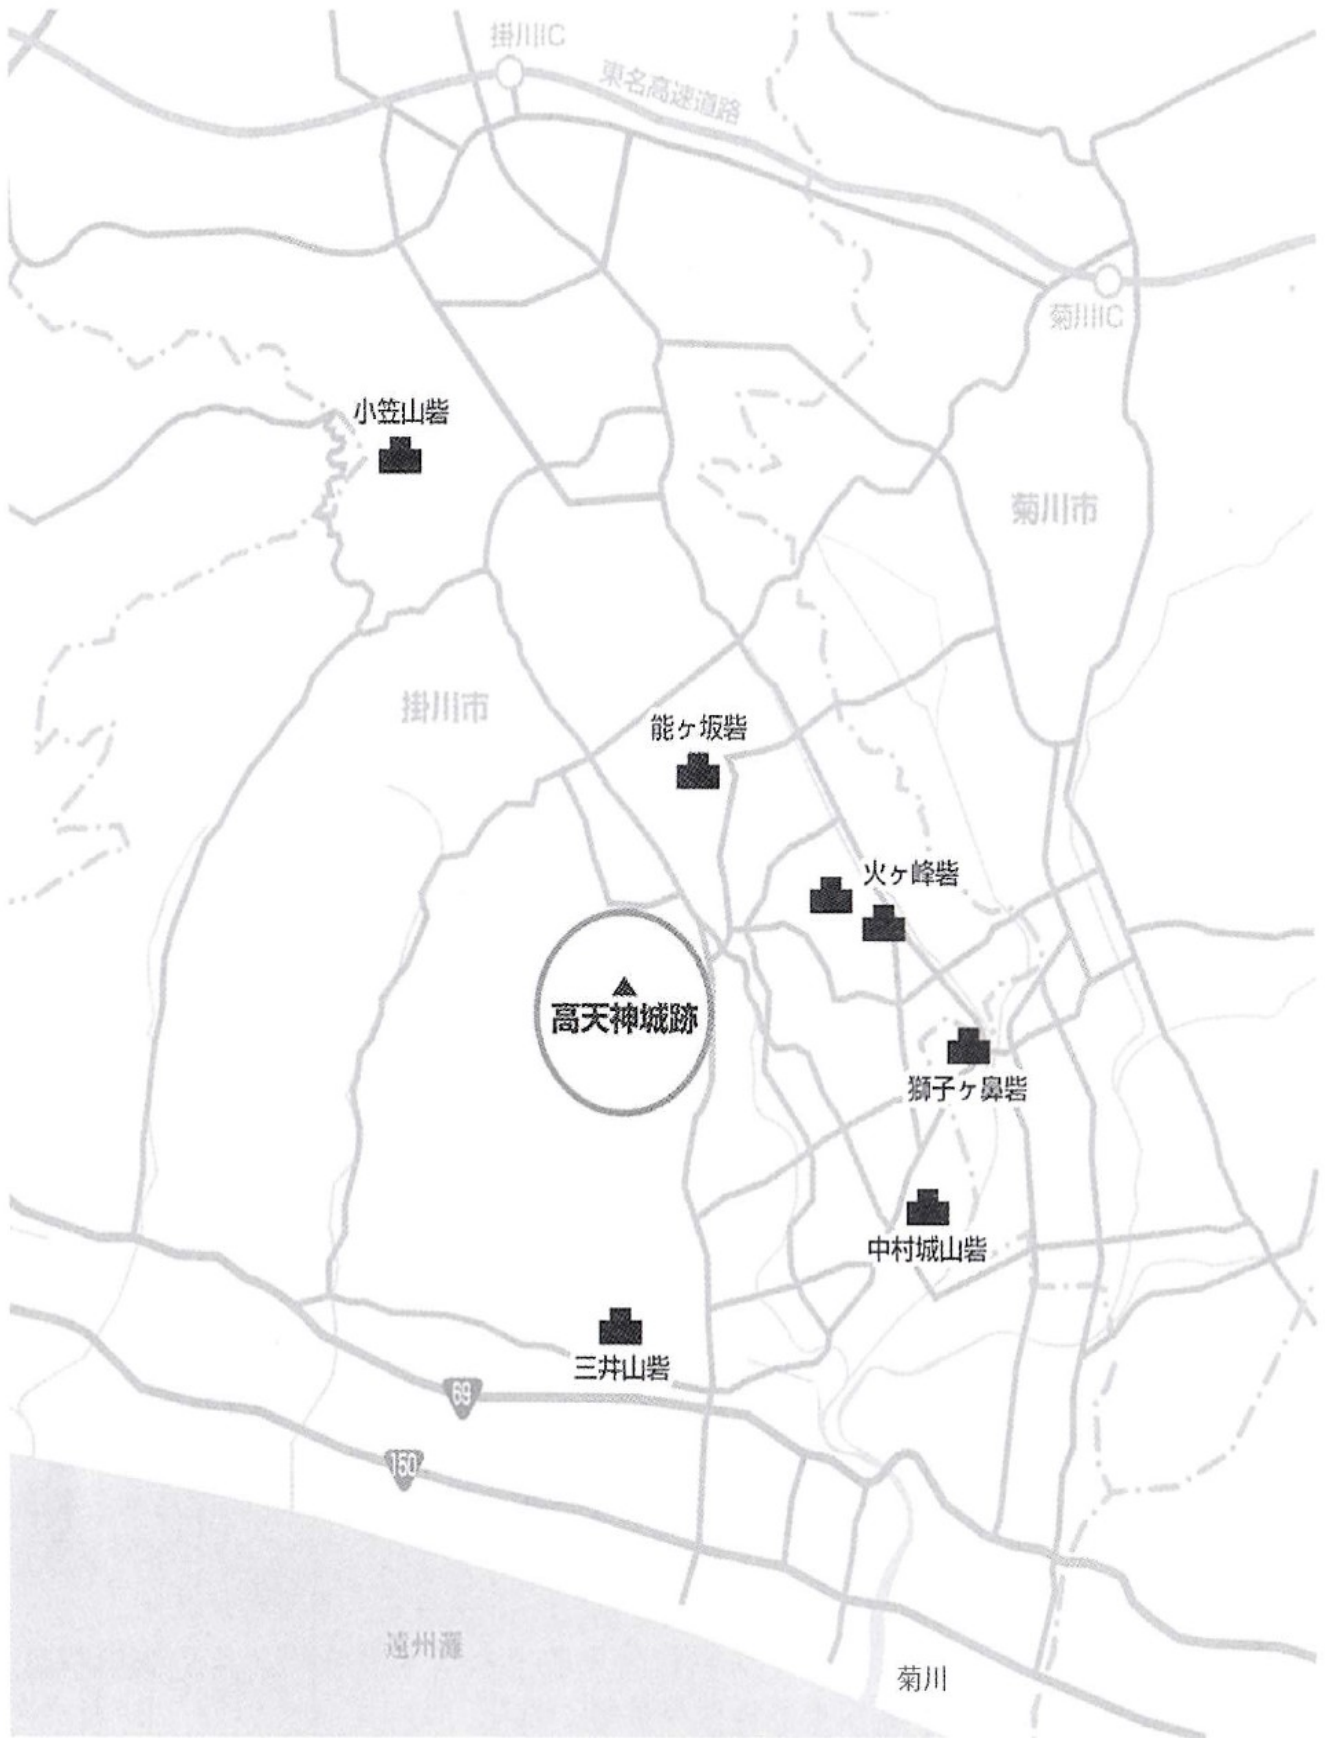 掛川IC
東名高速道路
菊川IC
小笠山砦
菊川市
掛川市
能ヶ坂砦
火ヶ峰砦
高天神城跡
獅子ヶ鼻砦
中村城山砦
三井山砦
69
150
遠州灘
菊川